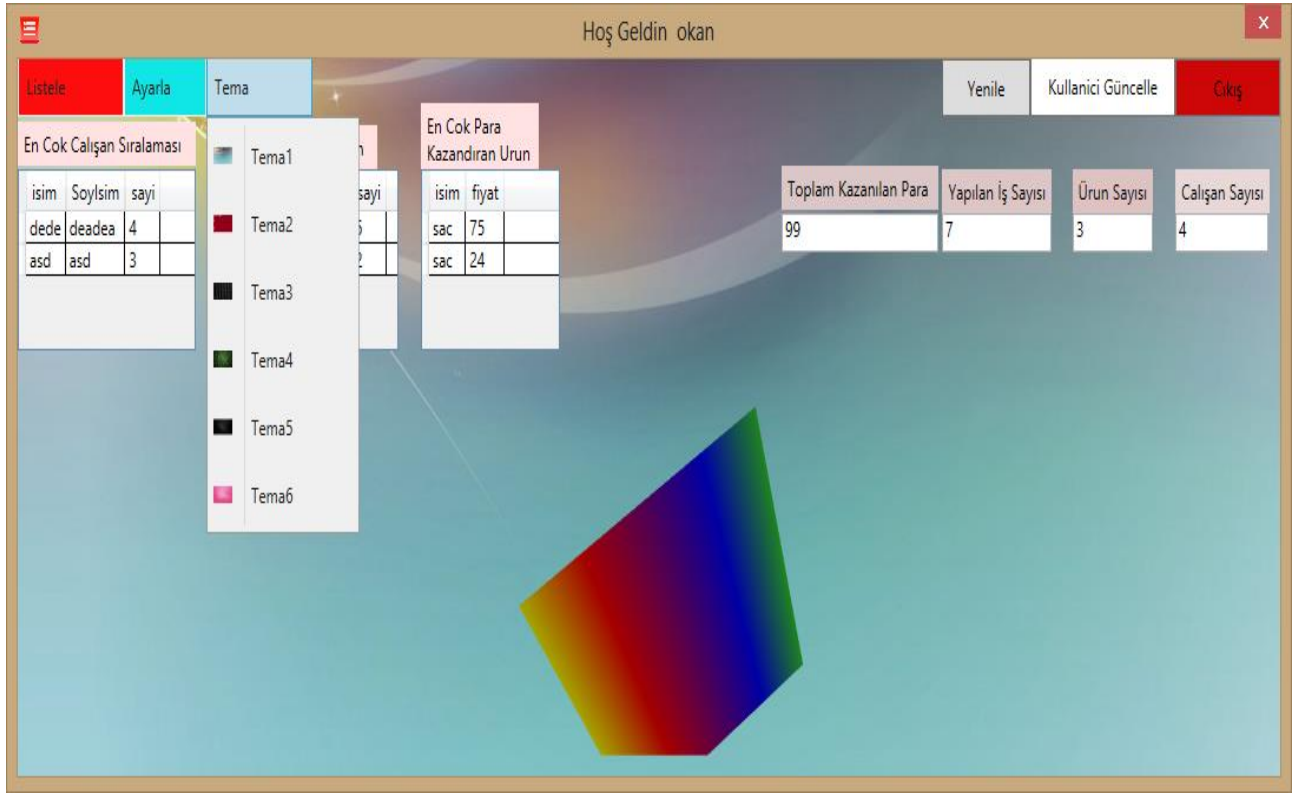 Hoş Geldin okan
x
Listele Ayarla Tema Yenile Kullanici Güncelle Cıkış
En Cok Calışan Sıralaması
isim Soylsim sayi
dede deadea 4
asd asd 3
Tema1
Tema2
Tema3
Tema4
Tema5
Tema6
sayi
En Cok Para
Kazandıran Urun
isim fiyat
sac 75
sac 24
Toplam Kazanılan Para Yapılan İş Sayısı Ürun Sayısı Calışan Sayısı
99 7 3 4